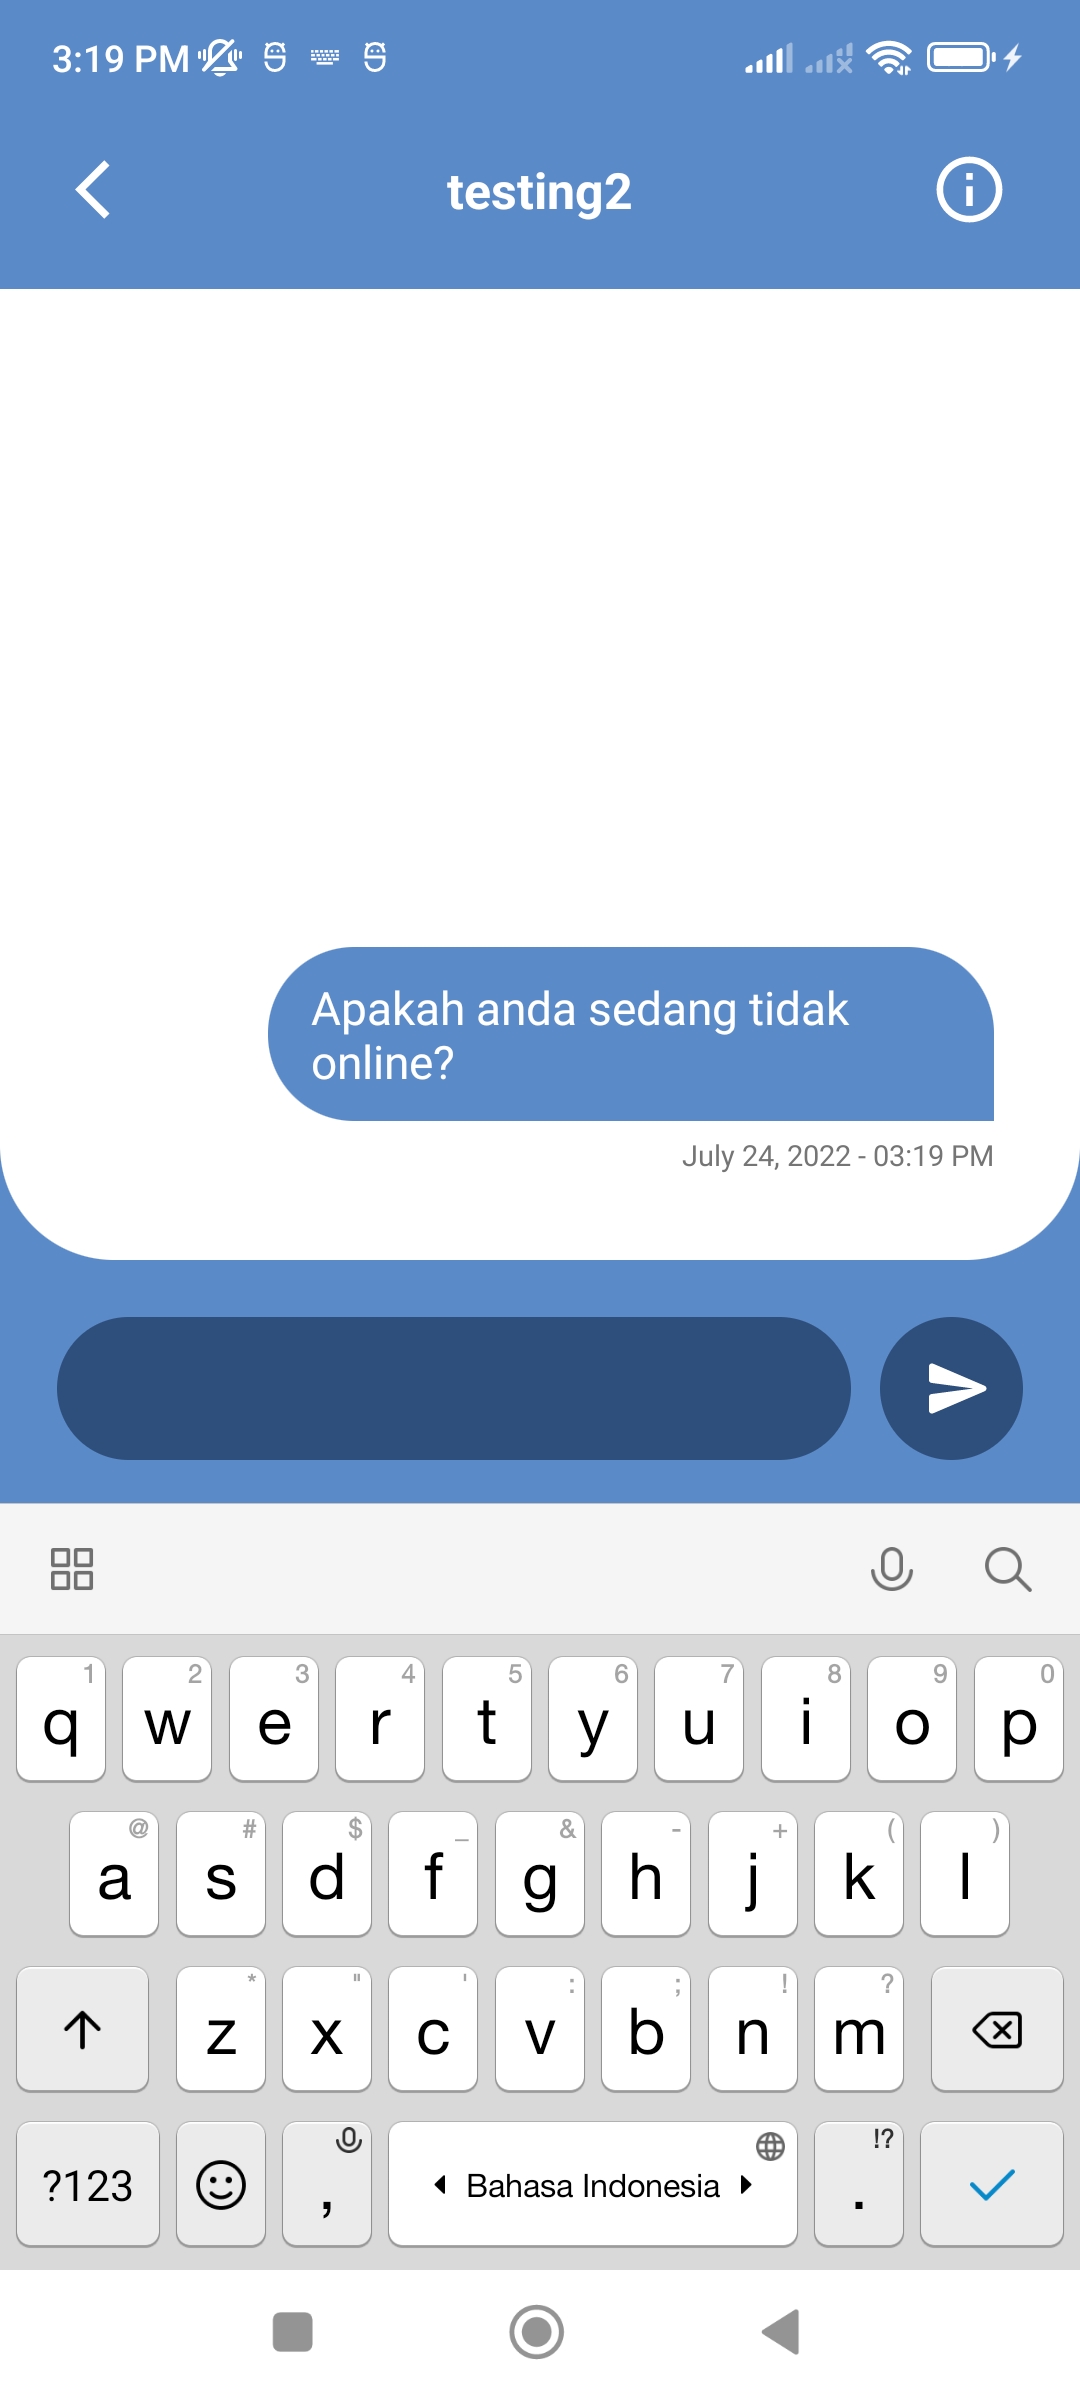 3:19 PM
testing2
Apakah anda sedang tidak
online?
July 24, 2022 - 03:19 PM
1 2 3 4 5 6 7 8 9 0
q w e r t y u i o p
@ # $ _ & - + ( )
a s d f g h j k l
* " ' : ; ! ?
z x c v b n m
!?
?123 , Bahasa Indonesia .